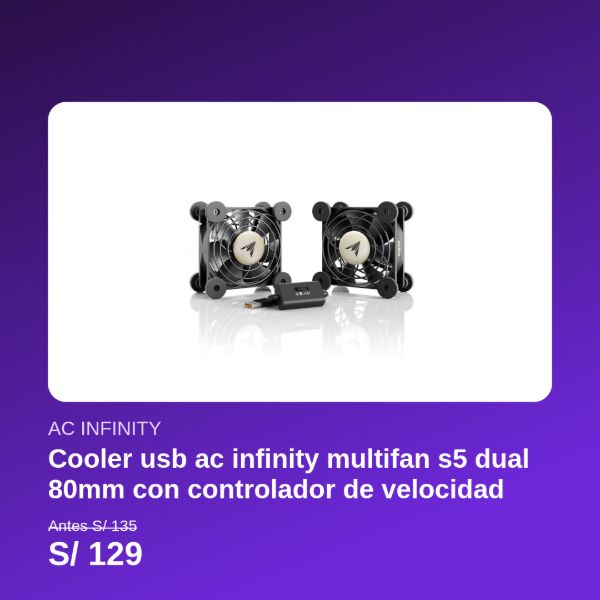 AC INFINITY
Cooler usb ac infinity multifan s5 dual
80mm con controlador de velocidad
Antes S/ 135
S/ 129